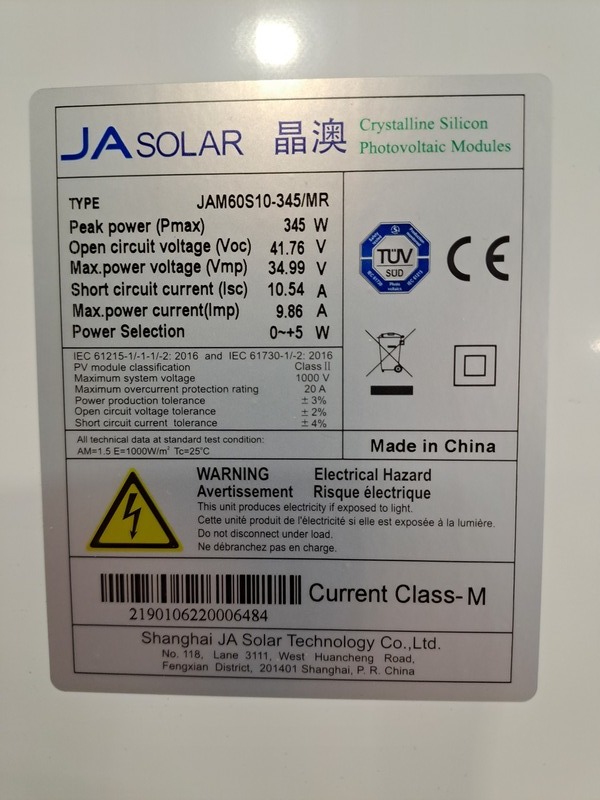 JA SOLAR 晶澳 Crystalline Silicon
Photovoltaic Modules
TYPE JAM60S10-345/MR
Peak power (Pmax) 345 W
Open circuit voltage (Voc) 41.76 V
Max.power voltage (Vmp) 34.99 V
Short circuit current (Isc) 10.54 A
Max.power current(Imp) 9.86 A
Power Selection 0~+5 W
TÜV
SÜD
CE
IEC 61215-1/-1-1/-2: 2016 and IEC 61730-1/-2: 2016
PV module classification Class II
Maximum system voltage 1000 V
Maximum overcurrent protection rating 20 A
Power production tolerance ± 3%
Open circuit voltage tolerance ± 2%
Short circuit current tolerance ± 4%
All technical data at standard test condition:
AM=1.5 E=1000W/m² Tc=25°C
Made in China
WARNING Electrical Hazard
Avertissement Risque électrique
This unit produces electricity if exposed to light.
Cette unité produit de l'électricité si elle est exposée à la lumière.
Do not disconnect under load.
Ne débranchez pas en charge.
Current Class-M
2190106220006484
Shanghai JA Solar Technology Co.,Ltd.
No. 118, Lane 3111, West Huancheng Road,
Fengxian District, 201401 Shanghai, P. R. China